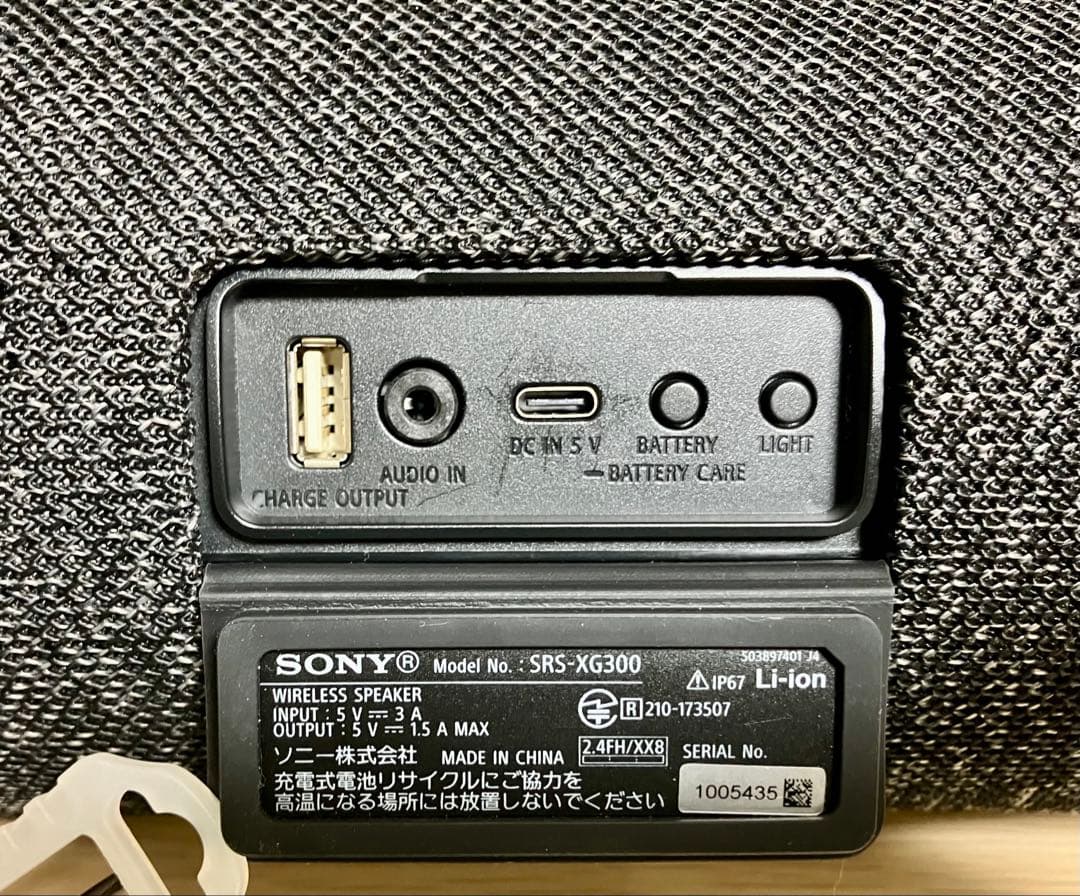 DC IN 5 V
BATTERY
LIGHT
AUDIO IN
BATTERY CARE
CHARGE OUTPUT
SONY® Model No. : SRS-XG300
503897401 J4
⚠IP67 Li-ion
WIRELESS SPEAKER
INPUT : 5 V ⎓ 3 A
OUTPUT : 5 V ⎓ 1.5 A MAX
R 210-173507
ソニー株式会社 MADE IN CHINA
2.4FH/XX8
SERIAL No.
充電式電池リサイクルにご協力を
高温になる場所には放置しないでください
1005435